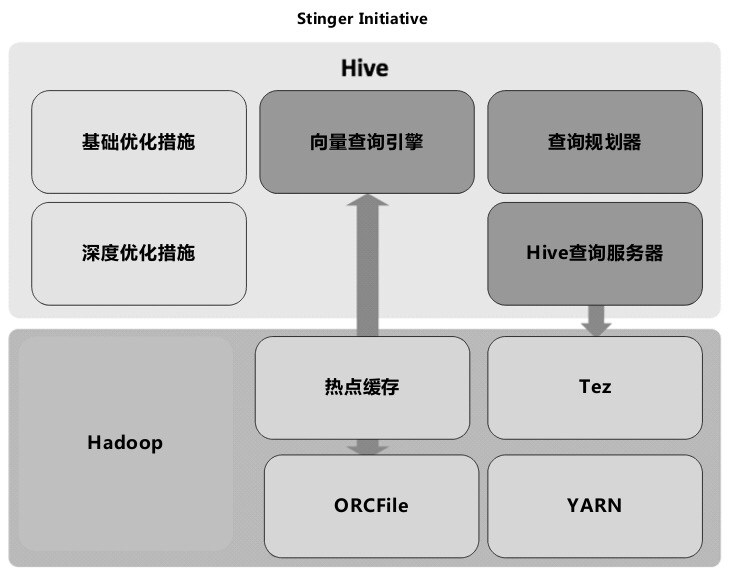 Stinger Initiative
Hive
基础优化措施
向量查询引擎
查询规划器
深度优化措施
Hive查询服务器
热点缓存
Tez
Hadoop
ORCFile
YARN